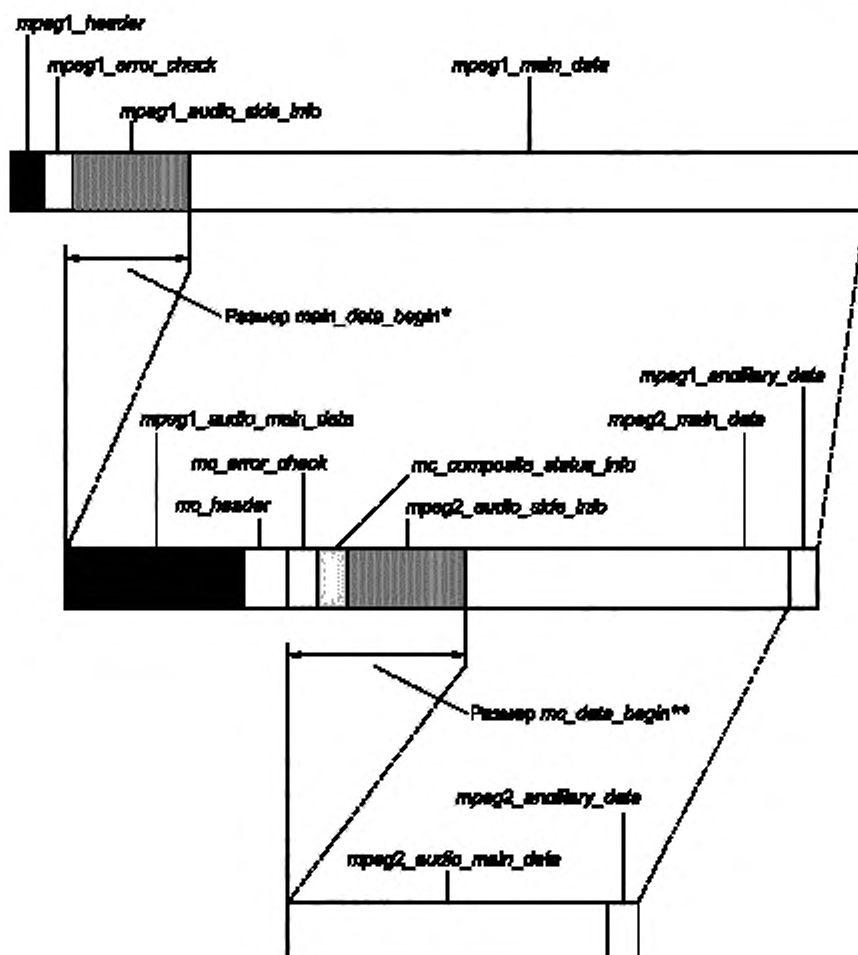 mpeg1_header
mpeg1_error_check
mpeg1_main_data
mpeg1_audio_side_info
Размер main_data_begin*
mpeg1_ancillary_data
mpeg1_audio_main_data
mpeg2_main_data
mc_error_check
mc_composite_status_info
mc_header
mpeg2_audio_side_info
Размер mc_data_begin**
mpeg2_ancillary_data
mpeg2_audio_main_data